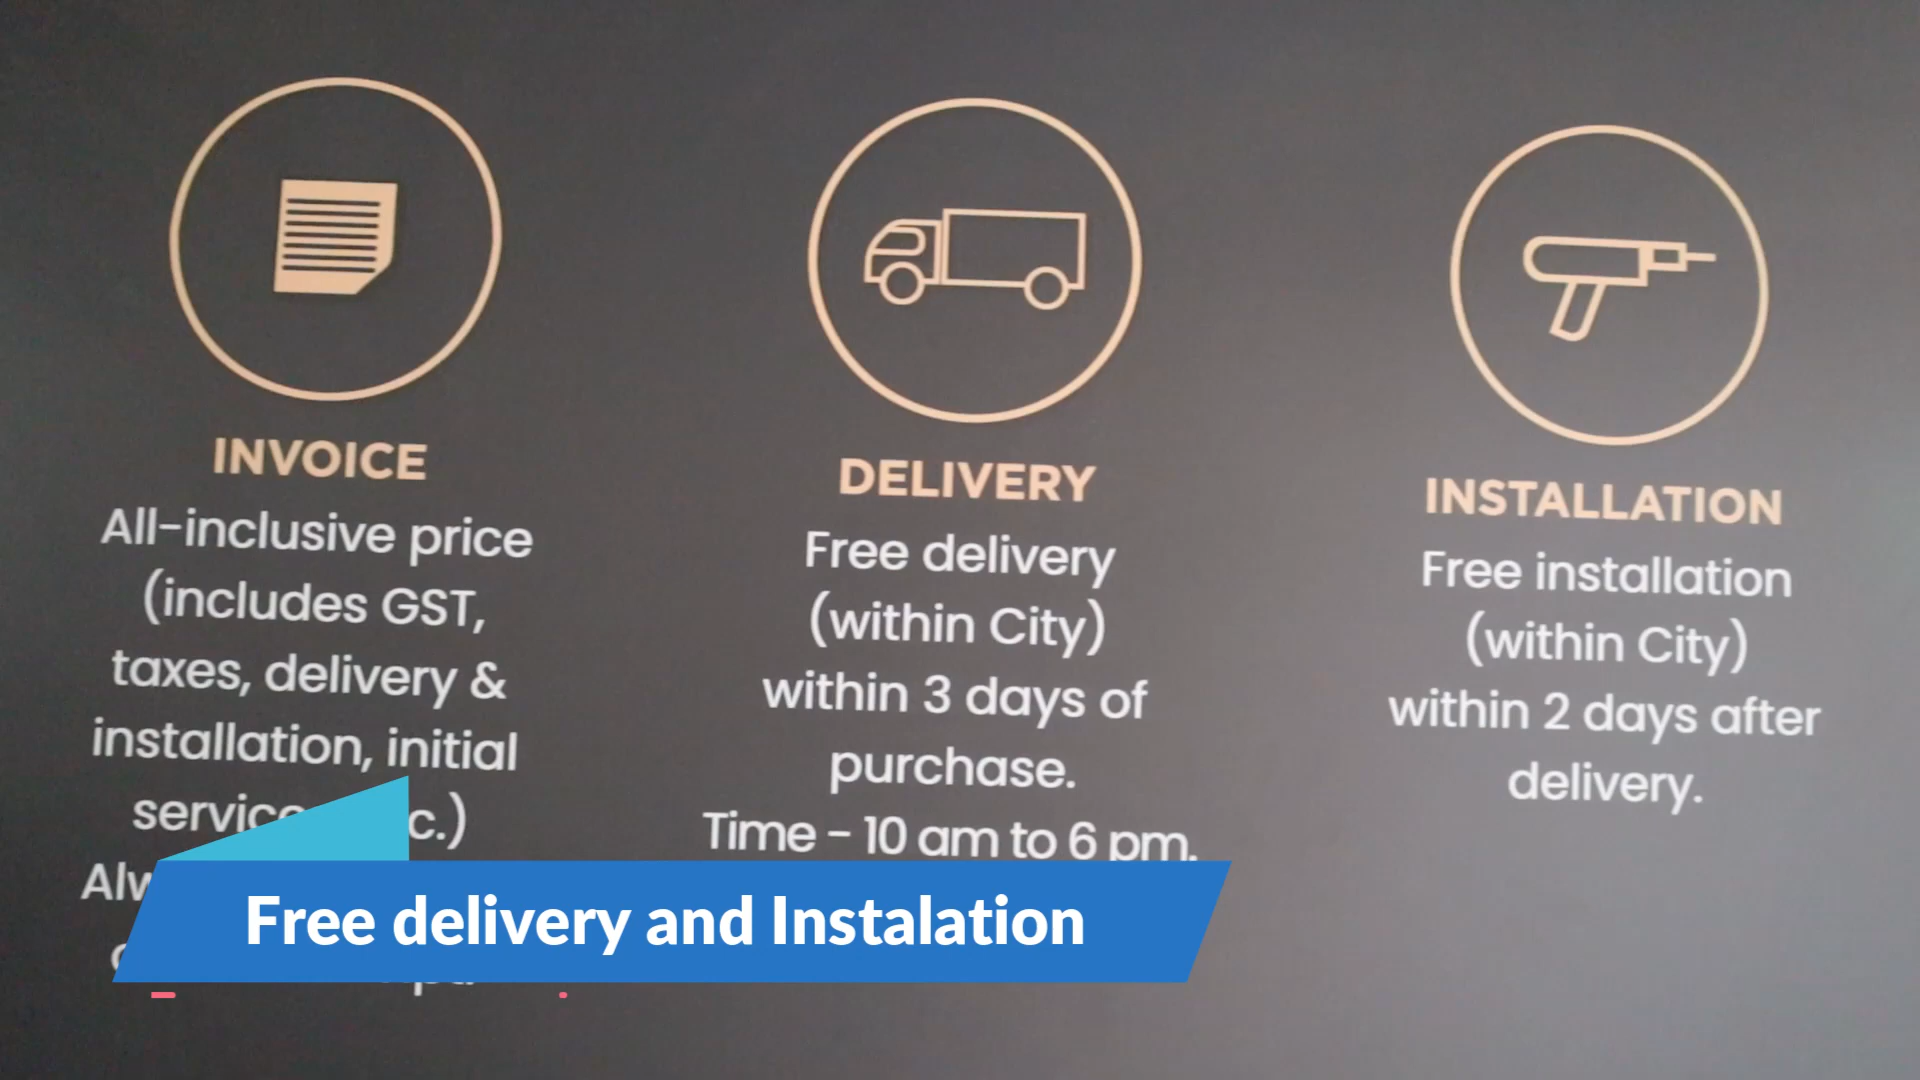 INVOICE
All-inclusive price
(includes GST,
taxes, delivery &
installation, initial
DELIVERY
Free delivery
(within City)
within 3 days of
purchase.
Time - 10 am to 6 pm.
INSTALLATION
Free installation
(within City)
within 2 days after
delivery.
Free delivery and Instalation